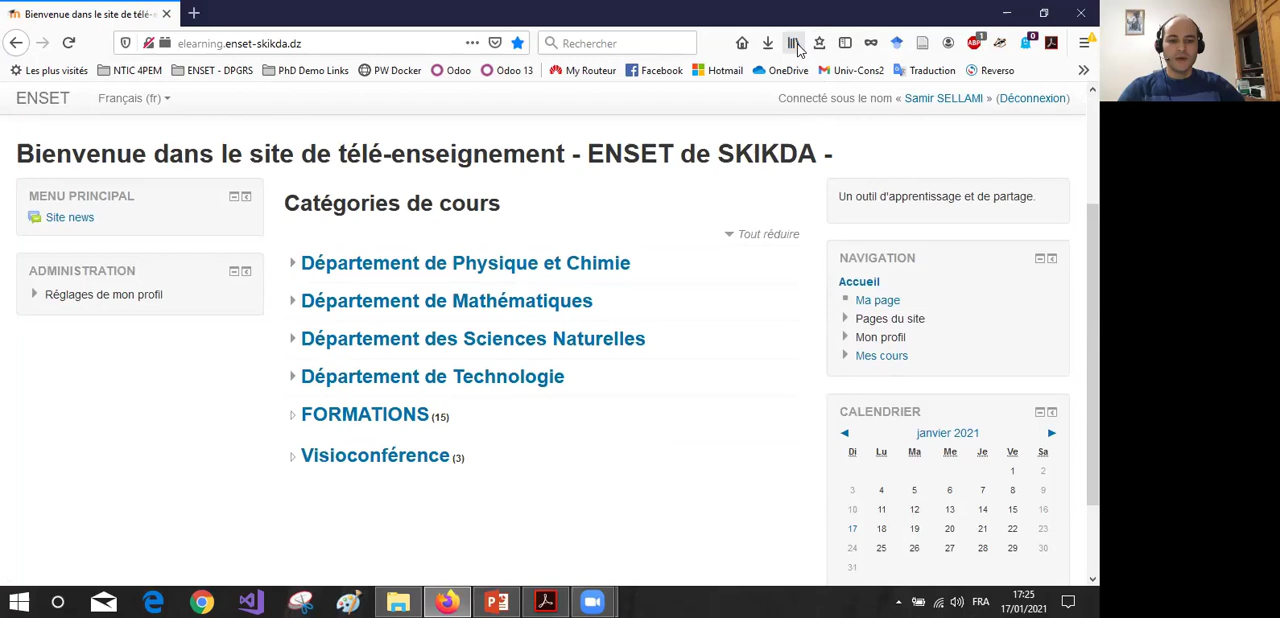 Bienvenue dans le site de télé-e
elearning.enset-skikda.dz
Rechercher
1
0
Les plus visités
NTIC 4PEM
ENSET - DPGRS
PhD Demo Links
PW Docker
Odoo
Odoo 13
My Routeur
Facebook
Hotmail
OneDrive
Univ-Cons2
Traduction
Reverso
ENSET
Français (fr)
Connecté sous le nom « Samir SELLAMI » (Déconnexion)
Bienvenue dans le site de télé-enseignement - ENSET de SKIKDA -
MENU PRINCIPAL
Site news
ADMINISTRATION
Réglages de mon profil
Catégories de cours
Tout réduire
Département de Physique et Chimie
Département de Mathématiques
Département des Sciences Naturelles
Département de Technologie
FORMATIONS (15)
Visioconférence (3)
Un outil d'apprentissage et de partage.
NAVIGATION
Accueil
Ma page
Pages du site
Mon profil
Mes cours
CALENDRIER
janvier 2021
Di Lu Ma Me Je Ve Sa
1 2
3 4 5 6 7 8 9
10 11 12 13 14 15 16
17 18 19 20 21 22 23
24 25 26 27 28 29 30
31
FRA
17:25
17/01/2021